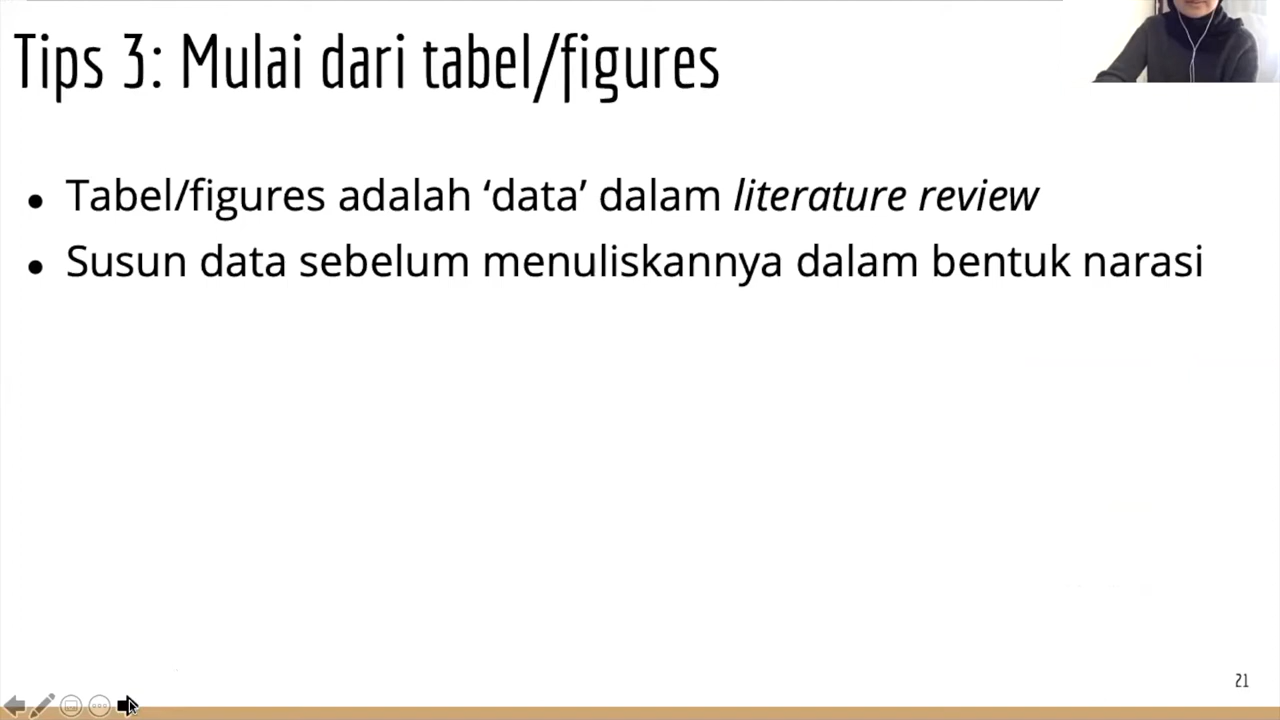 Tips 3: Mulai dari tabel/figures
• Tabel/figures adalah ‘data’ dalam literature review
• Susun data sebelum menuliskannya dalam bentuk narasi
21